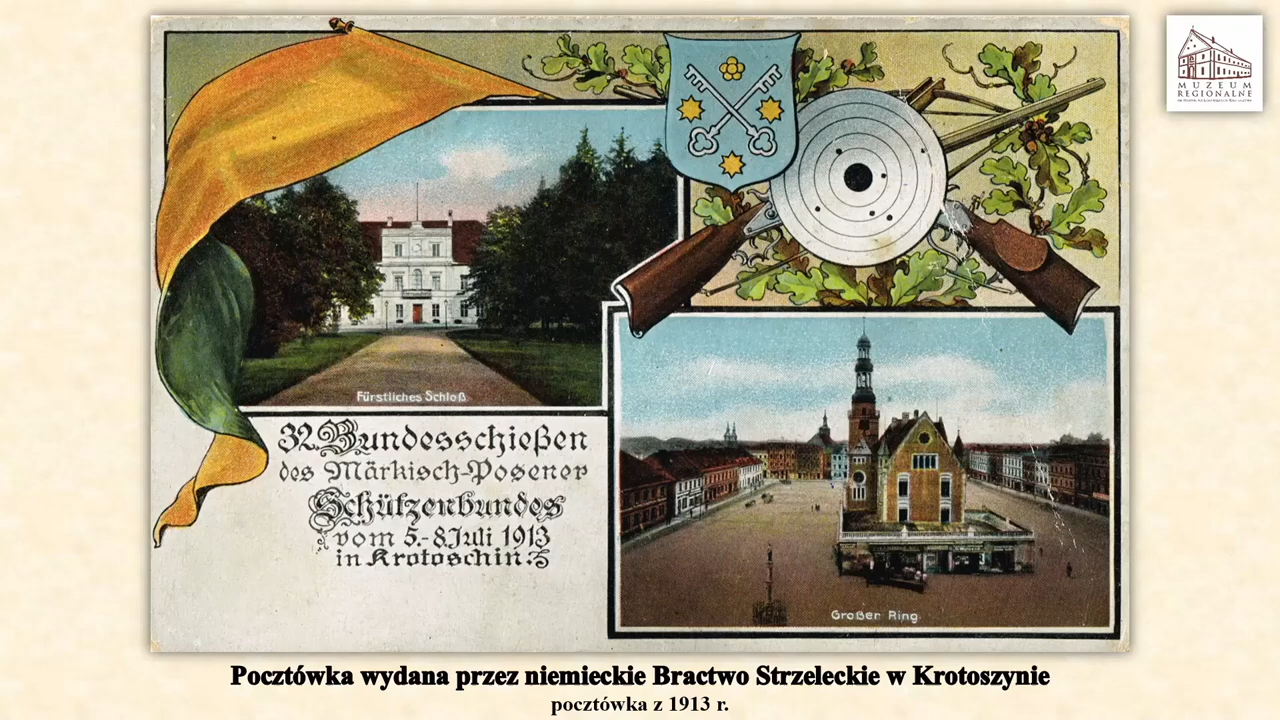 MUZEUM
REGIONALNE
Fürstliches Schloß
32. Bundesschießen
des Märkisch-Posener
Schützenbundes
vom 5.-8. Juli 1913
in Krotoschin
Großer Ring.
Pocztówka wydana przez niemieckie Bractwo Strzeleckie w Krotoszynie
pocztówka z 1913 r.